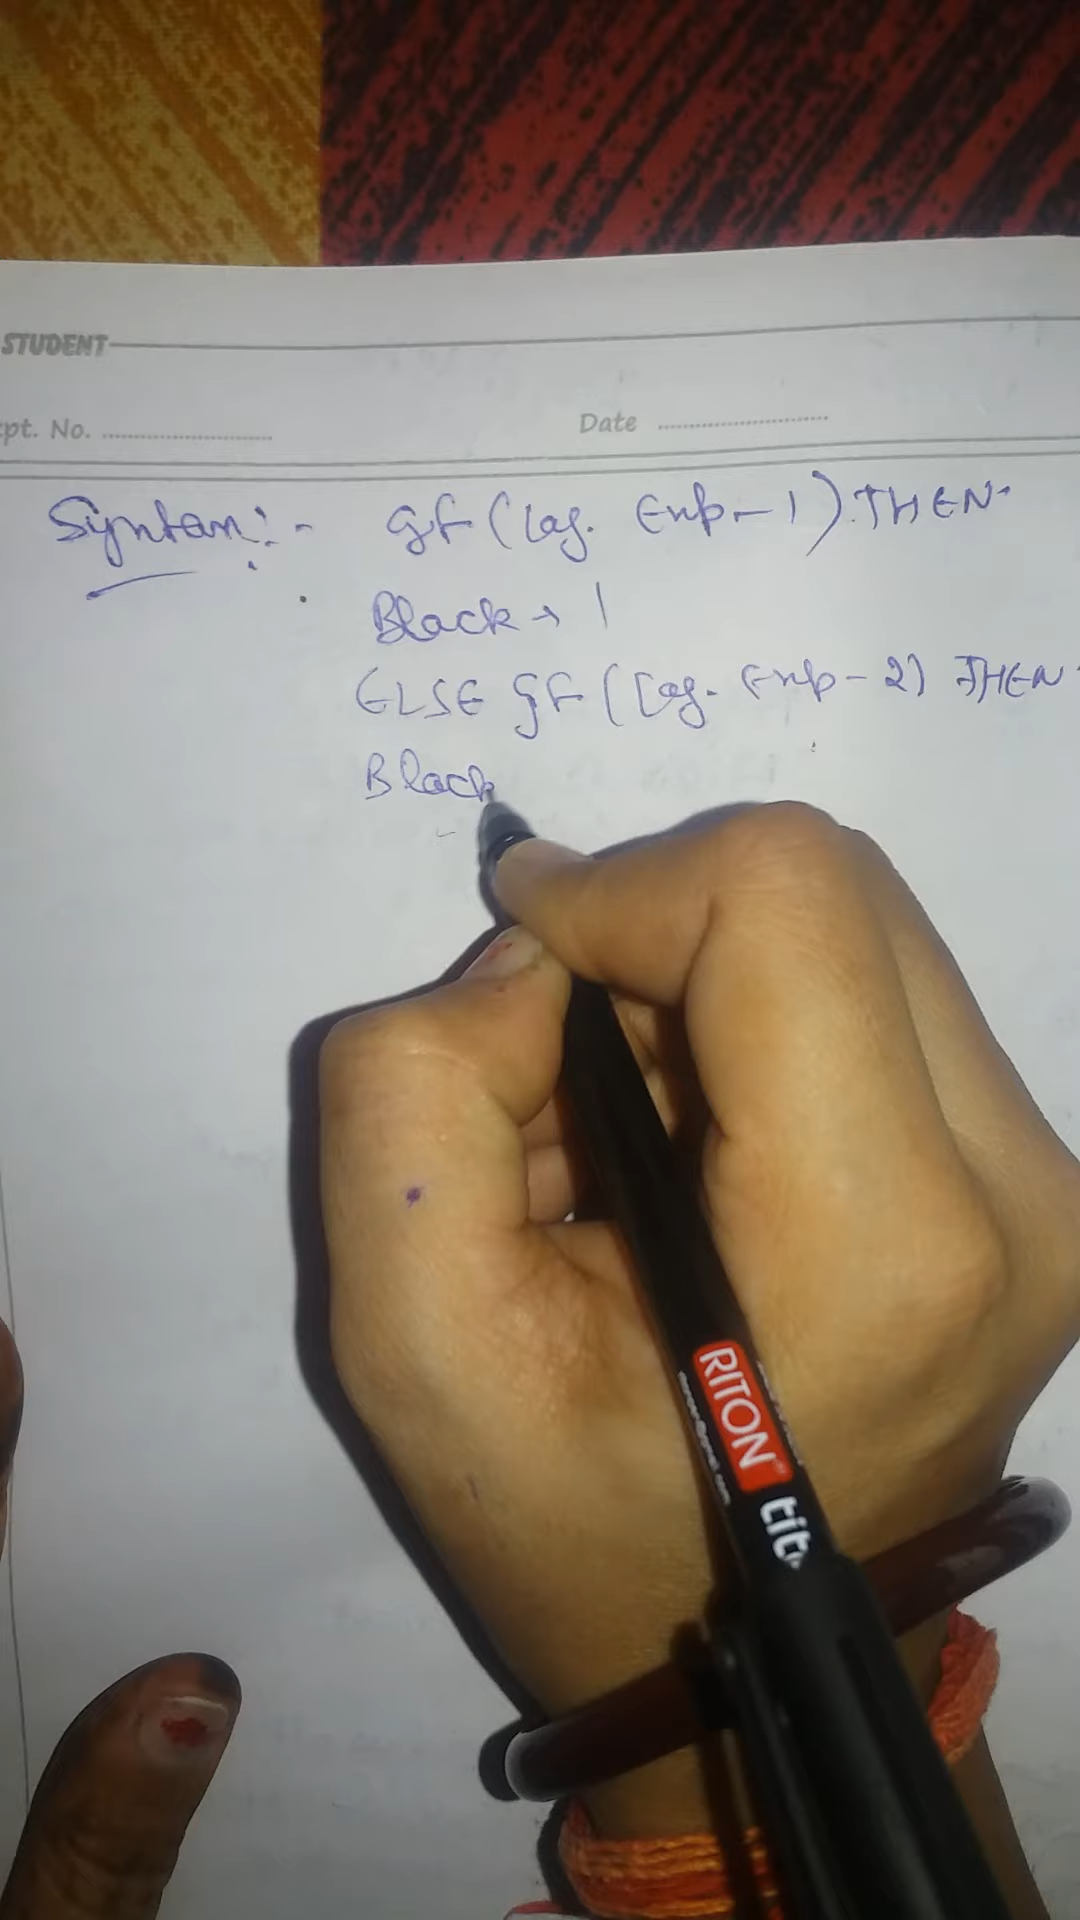 STUDENT
pt. No. ........................ Date ........................
Syntax:- IF (Log. Exp-1) THEN
Block → 1
ELSE IF (Log. Exp-2) THEN
Block
RITON